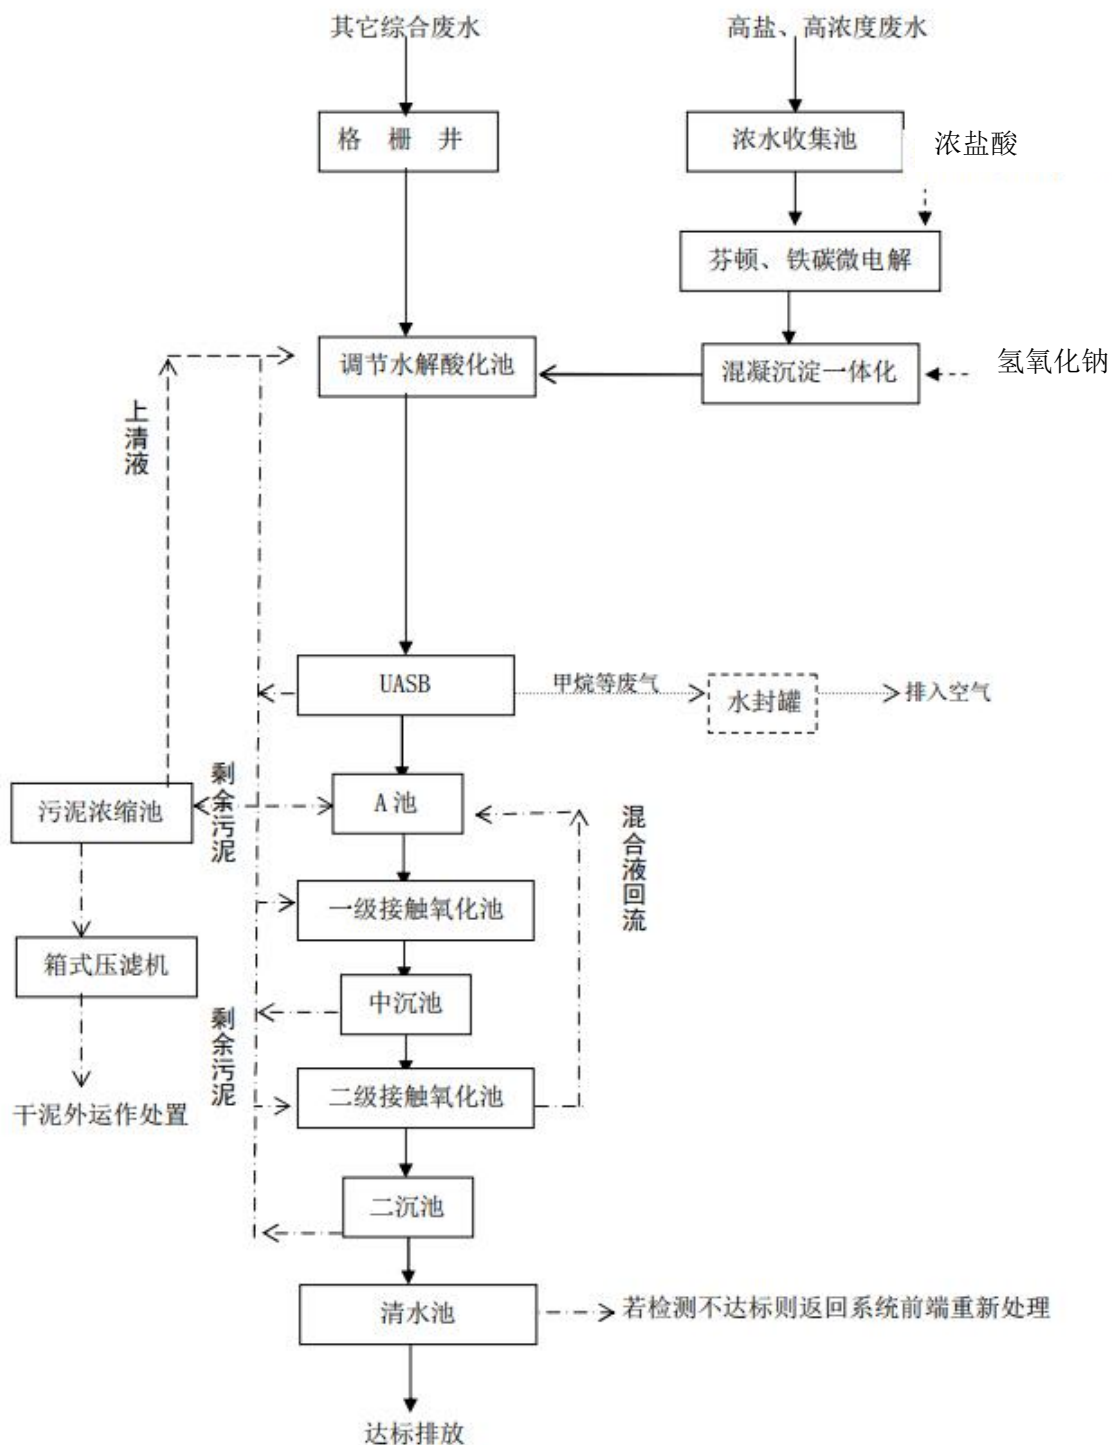 其它综合废水
高盐、高浓度废水
格 栅 井
浓水收集池
浓盐酸
芬顿、铁碳微电解
调节水解酸化池
混凝沉淀一体化
氢氧化钠
上清液
UASB
甲烷等废气
水封罐
排入空气
剩余污泥
污泥浓缩池
A池
混合液回流
一级接触氧化池
箱式压滤机
中沉池
剩余污泥
二级接触氧化池
干泥外运作处置
二沉池
清水池
若检测不达标则返回系统前端重新处理
达标排放